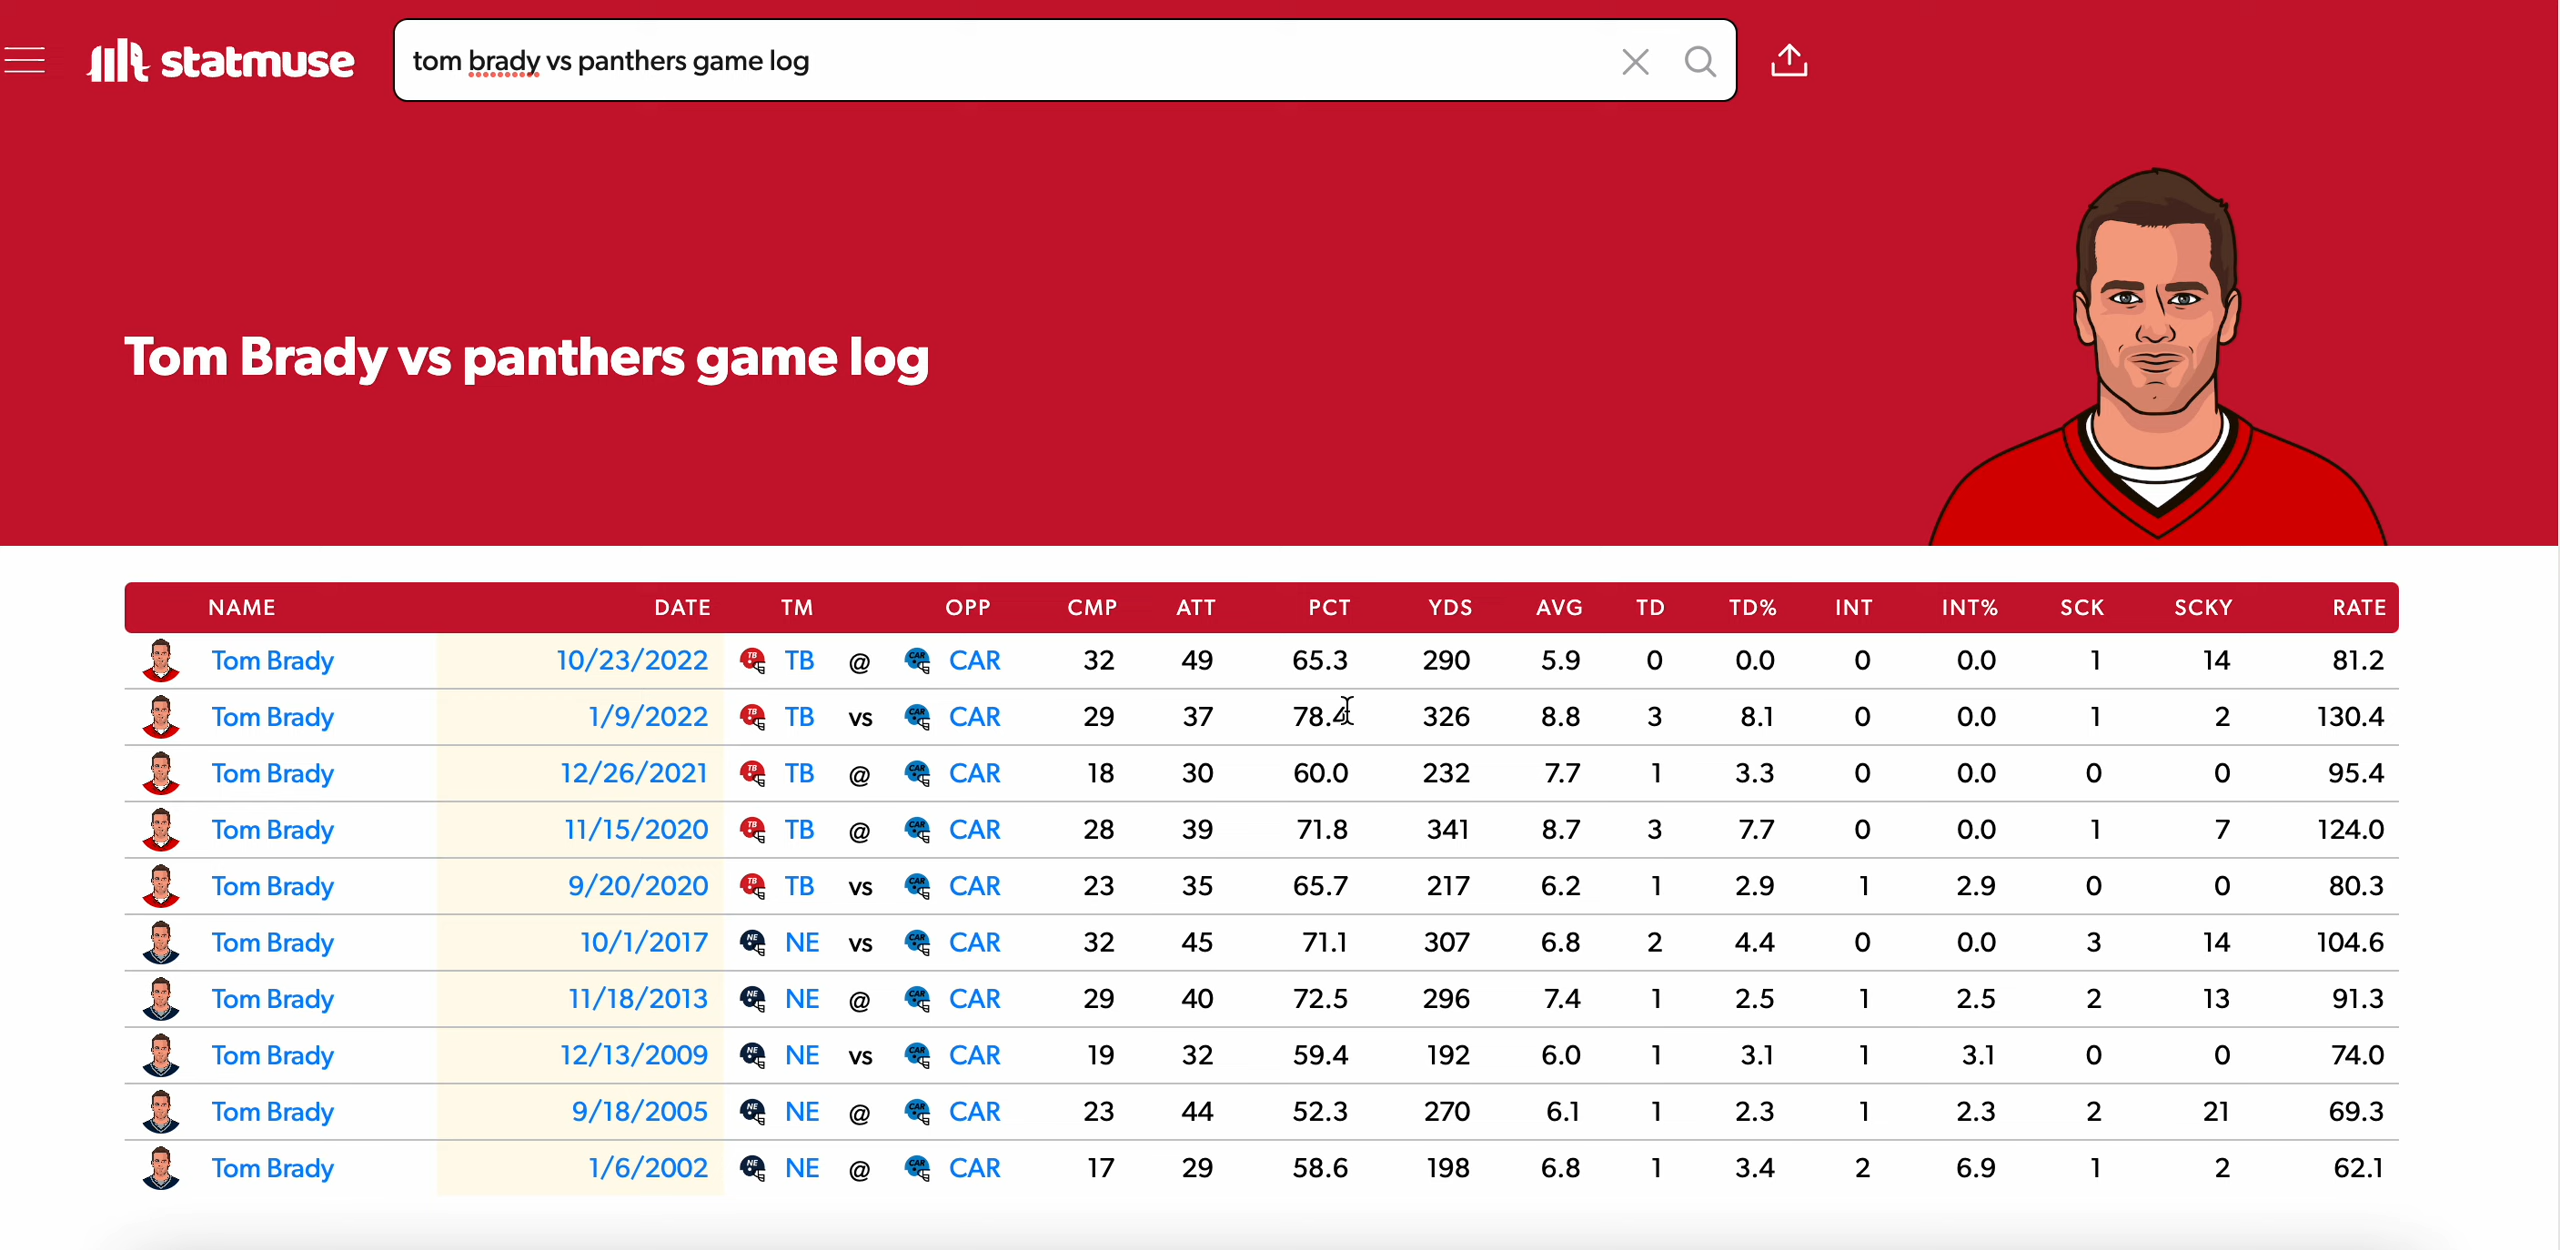 statmuse
tom brady vs panthers game log
Tom Brady vs panthers game log
NAME DATE TM OPP CMP ATT PCT YDS AVG TD TD% INT INT% SCK SCKY RATE
Tom Brady 10/23/2022 TB @ CAR 32 49 65.3 290 5.9 0 0.0 0 0.0 1 14 81.2
Tom Brady 1/9/2022 TB vs CAR 29 37 78.4 326 8.8 3 8.1 0 0.0 1 2 130.4
Tom Brady 12/26/2021 TB @ CAR 18 30 60.0 232 7.7 1 3.3 0 0.0 0 0 95.4
Tom Brady 11/15/2020 TB @ CAR 28 39 71.8 341 8.7 3 7.7 0 0.0 1 7 124.0
Tom Brady 9/20/2020 TB vs CAR 23 35 65.7 217 6.2 1 2.9 1 2.9 0 0 80.3
Tom Brady 10/1/2017 NE vs CAR 32 45 71.1 307 6.8 2 4.4 0 0.0 3 14 104.6
Tom Brady 11/18/2013 NE @ CAR 29 40 72.5 296 7.4 1 2.5 1 2.5 2 13 91.3
Tom Brady 12/13/2009 NE vs CAR 19 32 59.4 192 6.0 1 3.1 1 3.1 0 0 74.0
Tom Brady 9/18/2005 NE @ CAR 23 44 52.3 270 6.1 1 2.3 1 2.3 2 21 69.3
Tom Brady 1/6/2002 NE @ CAR 17 29 58.6 198 6.8 1 3.4 2 6.9 1 2 62.1